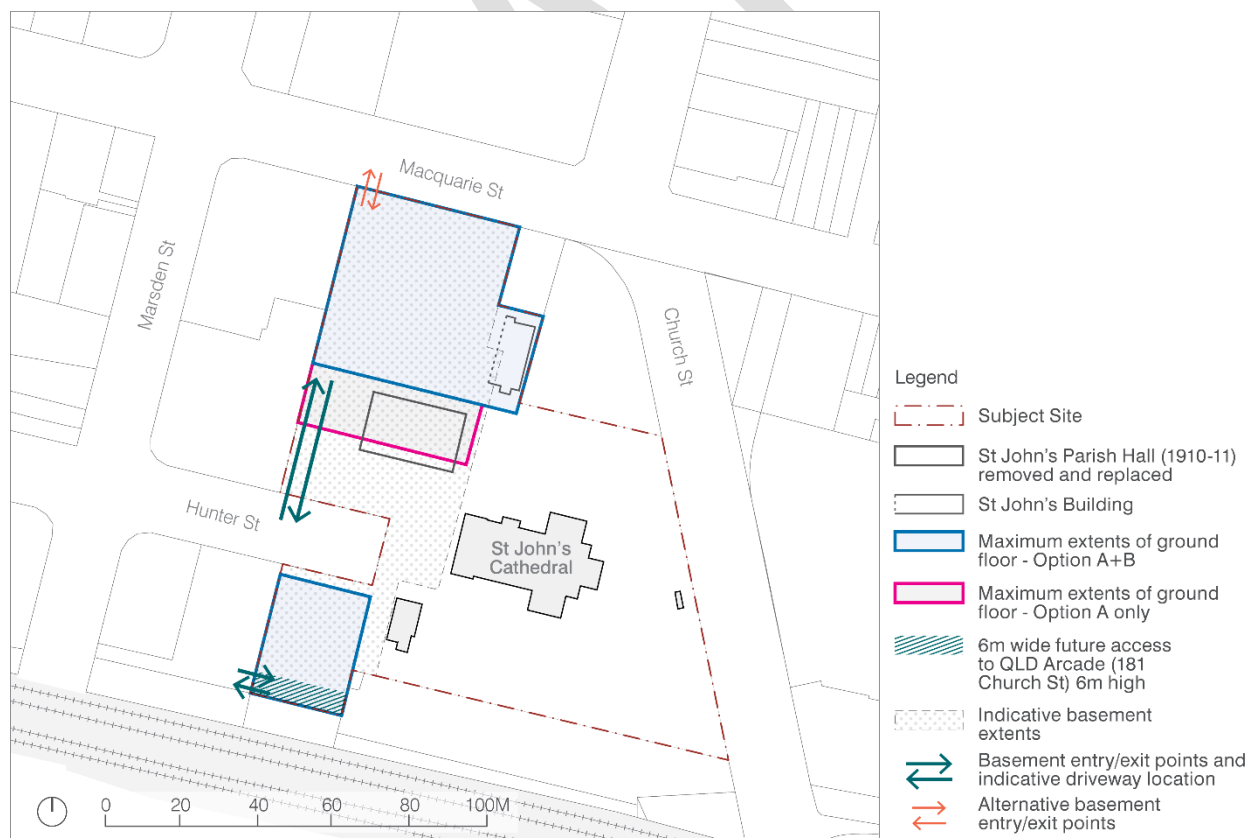 Macquarie St
Marsden St
Church St
Hunter St
St John's
Cathedral
0 20 40 60 80 100M
Legend
Subject Site
St John's Parish Hall (1910-11)
removed and replaced
St John's Building
Maximum extents of ground
floor - Option A+B
Maximum extents of ground
floor - Option A only
6m wide future access
to QLD Arcade (181
Church St) 6m high
Indicative basement
extents
Basement entry/exit points and
indicative driveway location
Alternative basement
entry/exit points